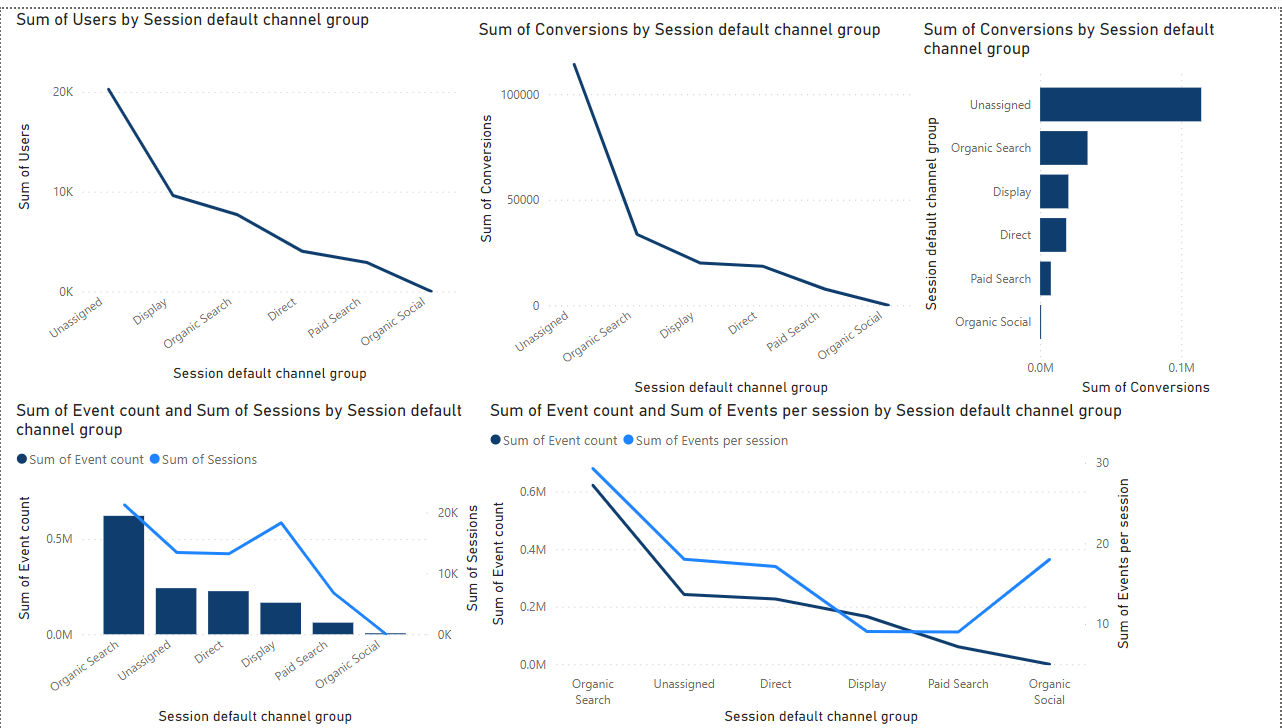 Sum of Users by Session default channel group
Sum of Users
20K
10K
0K
Unassigned
Display
Organic Search
Direct
Paid Search
Organic Social
Session default channel group
Sum of Conversions by Session default channel group
Sum of Conversions
100000
50000
0
Unassigned
Organic Search
Display
Direct
Paid Search
Organic Social
Session default channel group
Sum of Conversions by Session default
channel group
Session default channel group
Unassigned
Organic Search
Display
Direct
Paid Search
Organic Social
0.0M
0.1M
Sum of Conversions
Sum of Event count and Sum of Sessions by Session default
channel group
Sum of Event count
Sum of Sessions
Sum of Event count
0.5M
0.0M
20K
10K
0K
Sum of Sessions
Organic Search
Unassigned
Direct
Display
Paid Search
Organic Social
Session default channel group
Sum of Event count and Sum of Events per session by Session default channel group
Sum of Event count
Sum of Events per session
Sum of Event count
0.6M
0.4M
0.2M
0.0M
30
20
10
Sum of Events per session
Organic
Search
Unassigned
Direct
Display
Paid Search
Organic
Social
Session default channel group